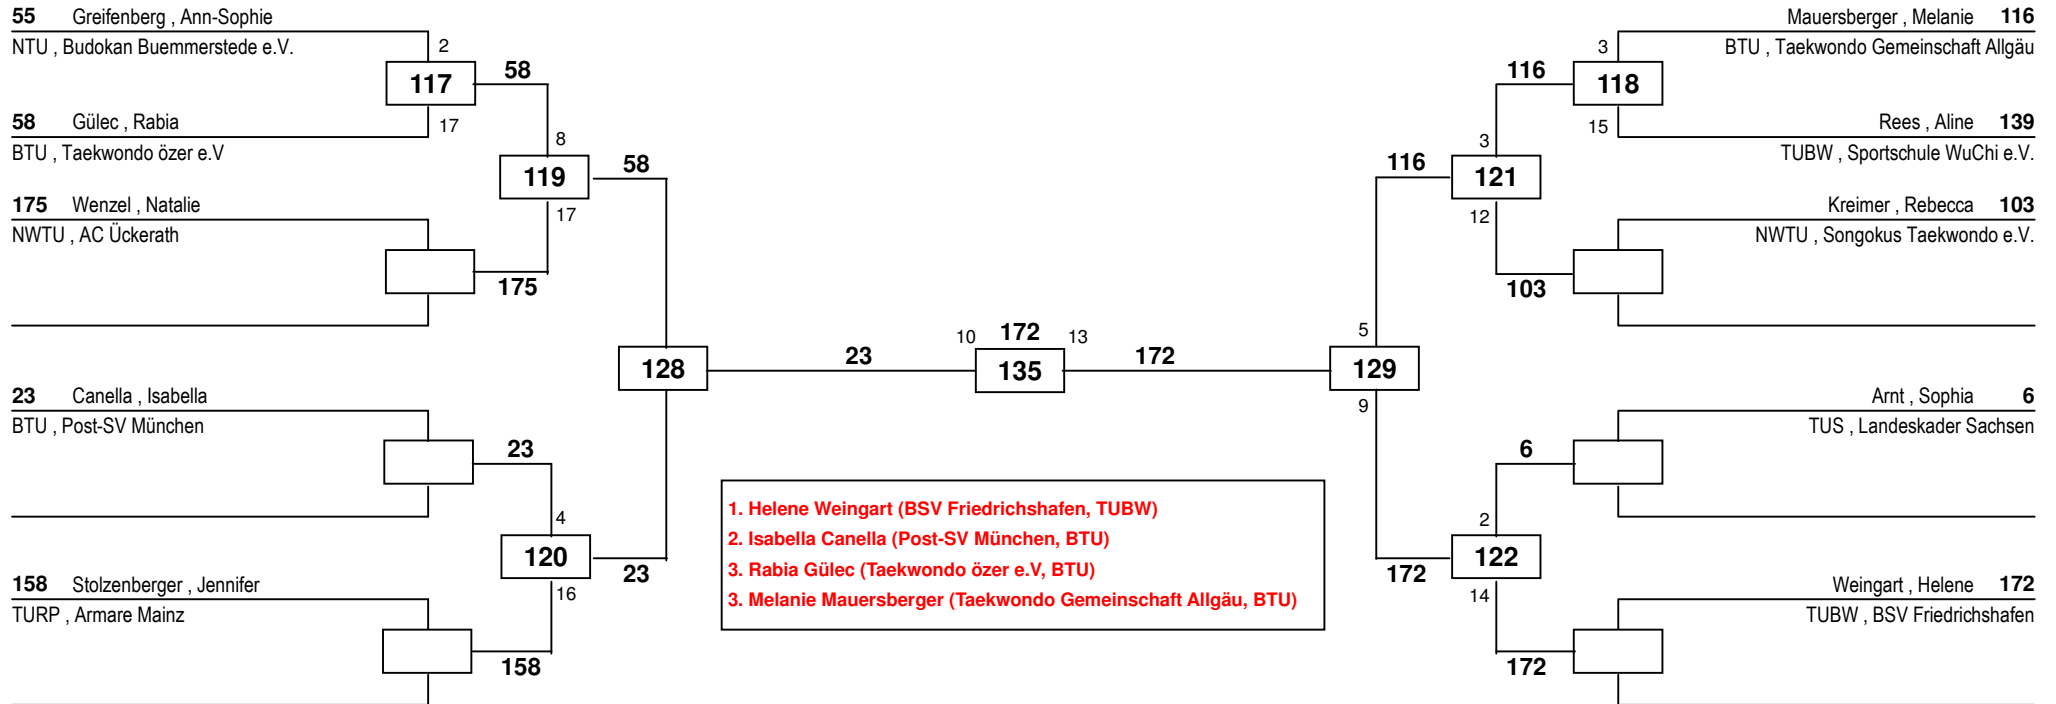 55 Greifenberg , Ann-Sophie
NTU , Budokan Buemmerstede e.V.
2
117
58
17
58 Gülec , Rabia
BTU , Taekwondo özer e.V
8
119
58
17
175 Wenzel , Natalie
NWTU , AC Ückerath
175
128
23
23 Canella , Isabella
BTU , Post-SV München
23
4
120
23
16
158 Stolzenberger , Jennifer
TURP , Armare Mainz
158
10 172 13
135
172
1. Helene Weingart (BSV Friedrichshafen, TUBW)
2. Isabella Canella (Post-SV München, BTU)
3. Rabia Gülec (Taekwondo özer e.V, BTU)
3. Melanie Mauersberger (Taekwondo Gemeinschaft Allgäu, BTU)
Mauersberger , Melanie 116
BTU , Taekwondo Gemeinschaft Allgäu
3
116
118
15
Rees , Aline 139
TUBW , Sportschule WuChi e.V.
3
116
121
12
Kreimer , Rebecca 103
NWTU , Songokus Taekwondo e.V.
103
5
129
9
Arnt , Sophia 6
TUS , Landeskader Sachsen
6
2
122
172
14
Weingart , Helene 172
TUBW , BSV Friedrichshafen
172